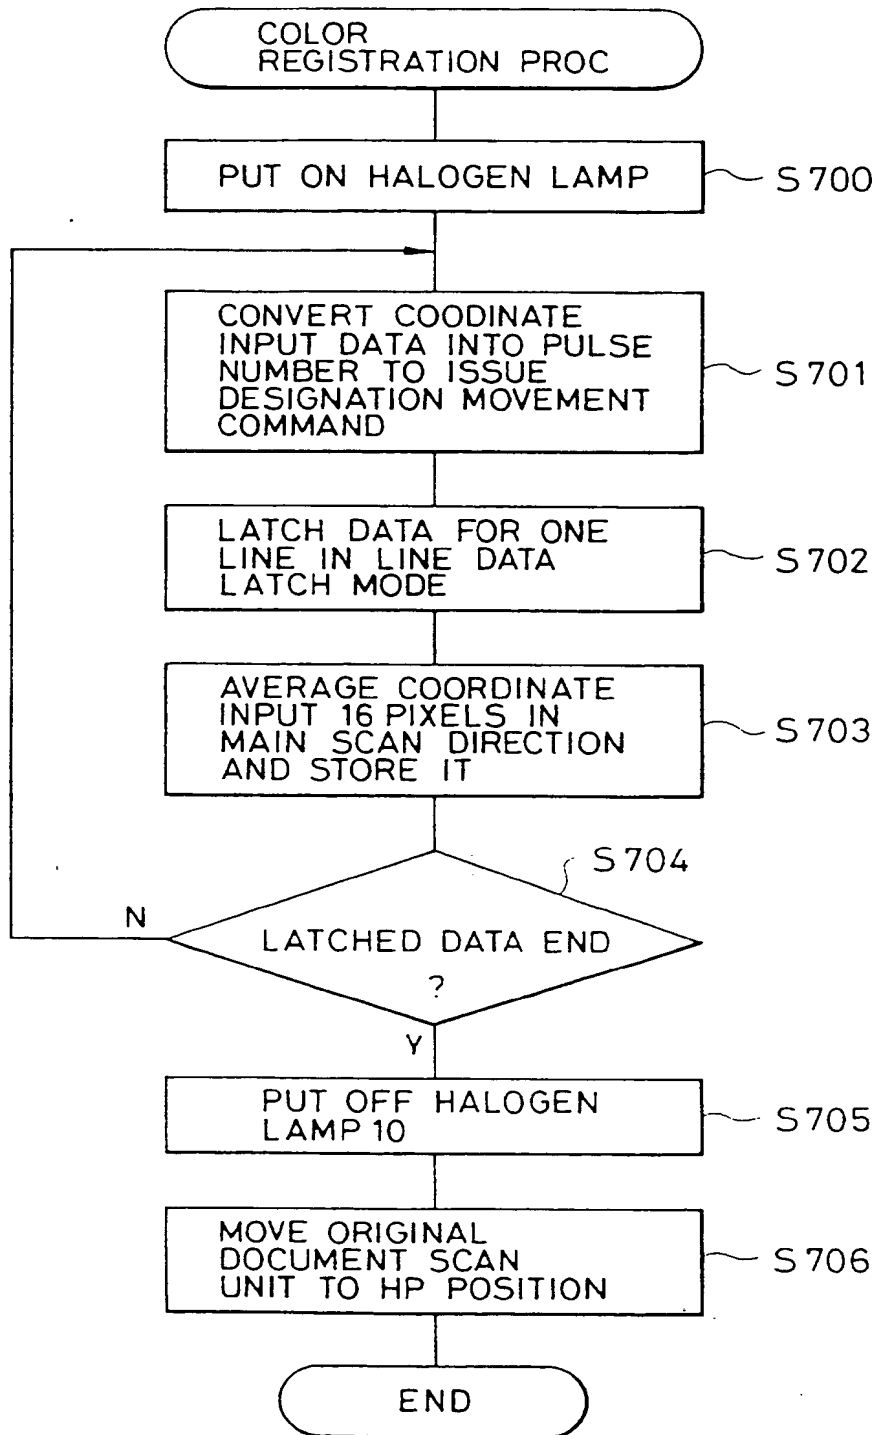 COLOR
REGISTRATION PROC
PUT ON HALOGEN LAMP
S700
CONVERT COODINATE
INPUT DATA INTO PULSE
NUMBER TO ISSUE
DESIGNATION MOVEMENT
COMMAND
S701
LATCH DATA FOR ONE
LINE IN LINE DATA
LATCH MODE
S702
AVERAGE COORDINATE
INPUT 16 PIXELS IN
MAIN SCAN DIRECTION
AND STORE IT
S703
S704
N
LATCHED DATA END
?
Y
PUT OFF HALOGEN
LAMP 10
S705
MOVE ORIGINAL
DOCUMENT SCAN
UNIT TO HP POSITION
S706
END